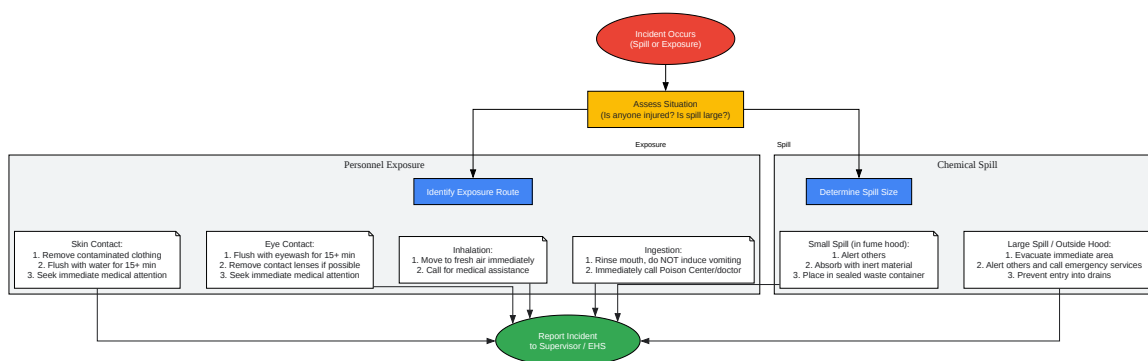 Incident Occurs
(Spill or Exposure)
Assess Situation
(Is anyone injured? Is spill large?)
Exposure
Spill
Personnel Exposure
Identify Exposure Route
Skin Contact:
1. Remove contaminated clothing
2. Flush with water for 15+ min
3. Seek immediate medical attention
Eye Contact:
1. Flush with eyewash for 15+ min
2. Remove contact lenses if possible
3. Seek immediate medical attention
Inhalation:
1. Move to fresh air immediately
2. Call for medical assistance
Ingestion:
1. Rinse mouth, do NOT induce vomiting
2. Immediately call Poison Center/doctor
Chemical Spill
Determine Spill Size
Small Spill (in fume hood):
1. Alert others
2. Absorb with inert material
3. Place in sealed waste container
Large Spill / Outside Hood:
1. Evacuate immediate area
2. Alert others and call emergency services
3. Prevent entry into drains
Report Incident
to Supervisor / EHS